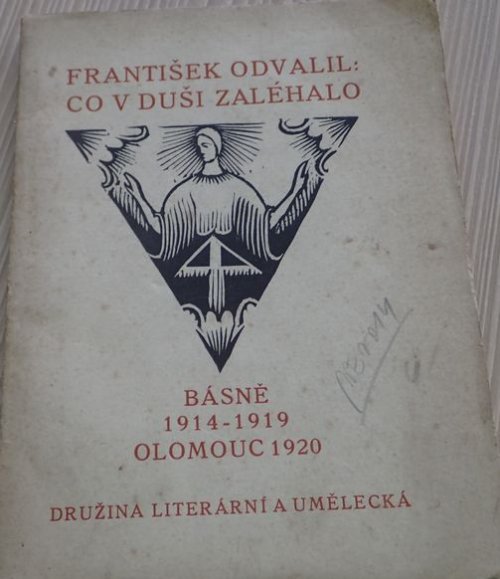 FRANTIŠEK ODVALIL:
CO V DUŠI ZALÉHALO
BÁSNĚ
1914-1919
OLOMOUC 1920
DRUŽINA LITERÁRNÍ A UMĚLECKÁ